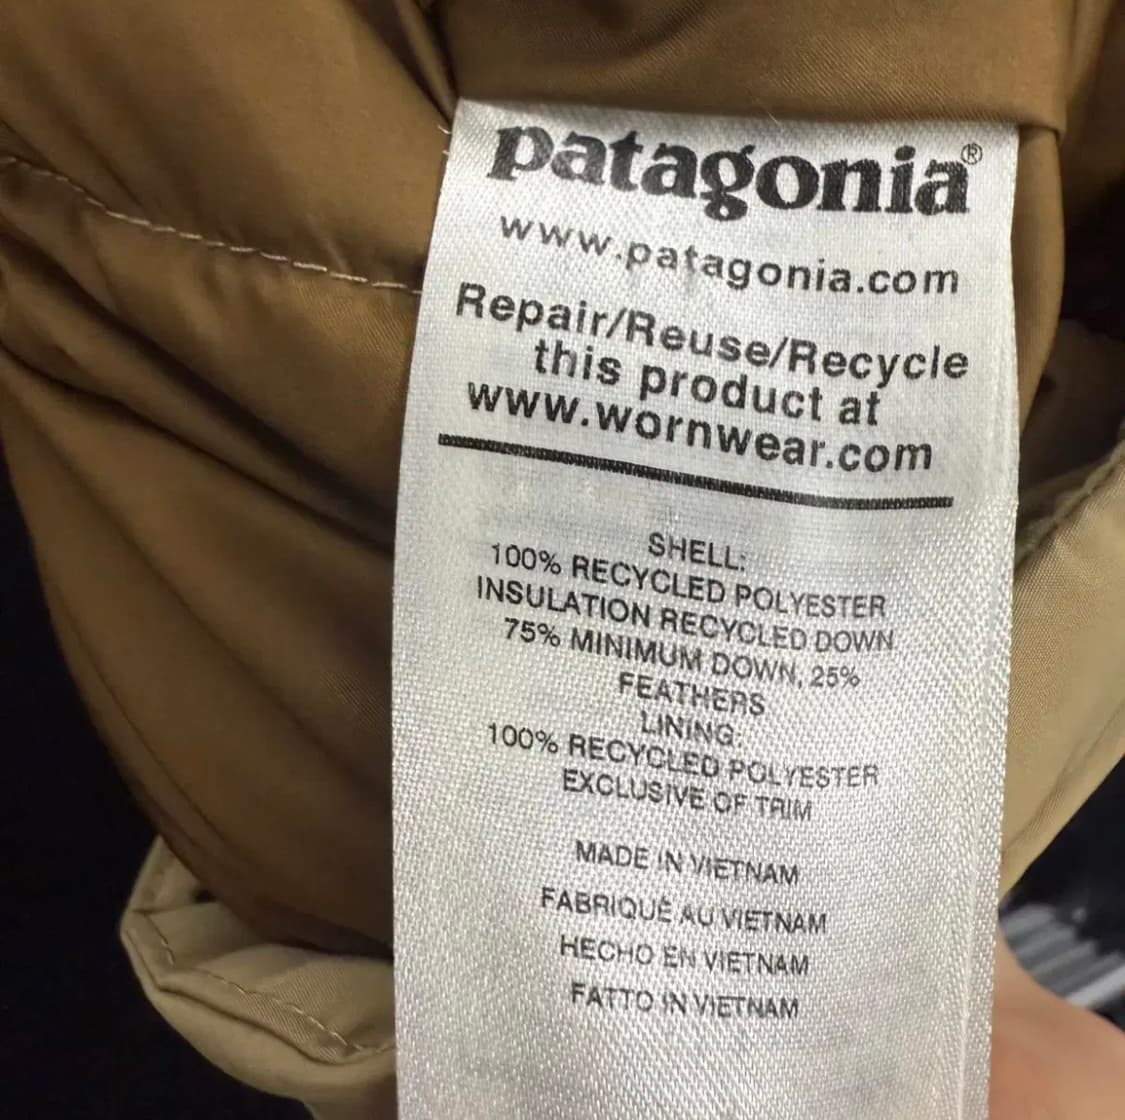 patagonia®
www.patagonia.com
Repair/Reuse/Recycle
this product at
www.wornwear.com
SHELL:
100% RECYCLED POLYESTER
INSULATION RECYCLED DOWN
75% MINIMUM DOWN, 25%
FEATHERS
LINING:
100% RECYCLED POLYESTER
EXCLUSIVE OF TRIM
MADE IN VIETNAM
FABRIQUÉ AU VIETNAM
HECHO EN VIETNAM
FATTO IN VIETNAM